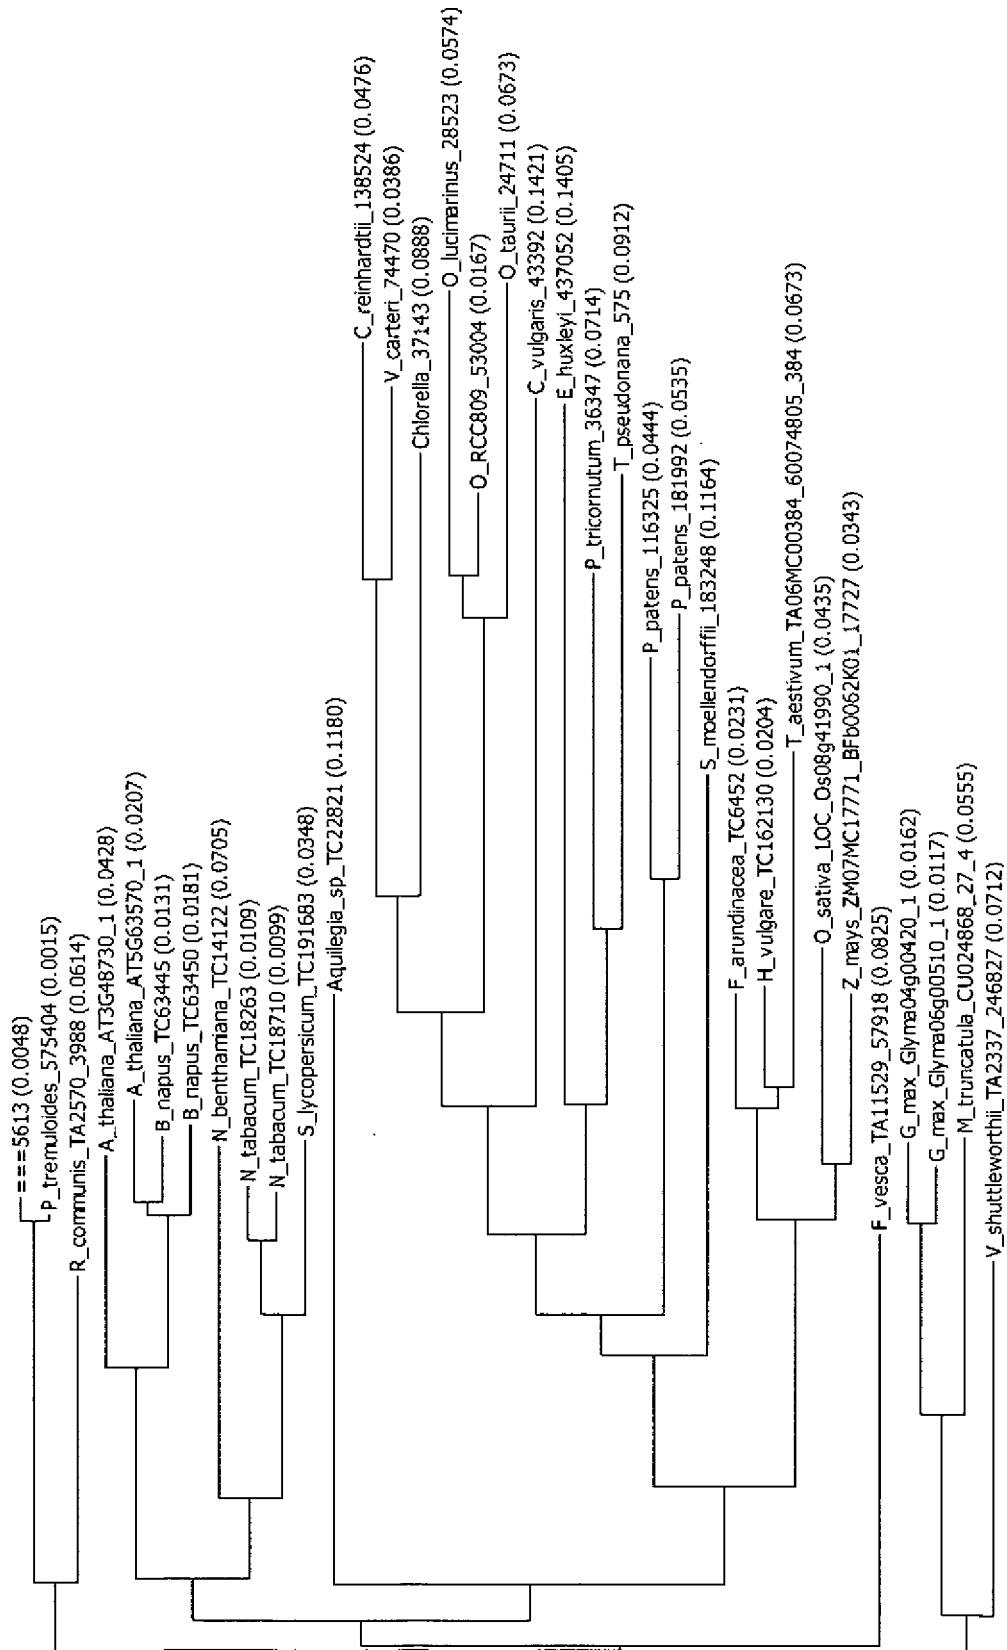 ===5613 (0.0048)
P_tremuloides_575404 (0.0015)
R_communis_TA2570_3988 (0.0614)
A_thaliana_AT3G48730_1 (0.0428)
A_thaliana_AT5G63570_1 (0.0207)
B_napus_TC63445 (0.0131)
B_napus_TC63450 (0.0181)
N_benthamiana_TC14122 (0.0705)
N_tabacum_TC18263 (0.0109)
N_tabacum_TC18710 (0.0099)
S_lycopersicum_TC191683 (0.0348)
Aquilegia_sp_TC22821 (0.1180)
C_reinhardtii_138524 (0.0476)
V_carteri_74470 (0.0386)
Chlorella_37143 (0.0888)
O_lucimarinus_28523 (0.0574)
O_RCC809_53004 (0.0167)
O_taurii_24711 (0.0673)
C_vulgaris_43392 (0.1421)
E_huxleyi_437052 (0.1405)
P_tricornutum_36347 (0.0714)
T_pseudonana_575 (0.0912)
P_patens_116325 (0.0444)
P_patens_181992 (0.0535)
S_moellendorffii_183248 (0.1164)
F_arundinacea_TC6452 (0.0231)
H_vulgare_TC162130 (0.0204)
T_aestivum_TA06MC00384_60074805_384 (0.0673)
O_sativa_LOC_Os08g41990_1 (0.0435)
Z_mays_ZM07MC17771_BFb0062K01_17727 (0.0343)
F_vesca_TA11529_57918 (0.0825)
G_max_Glyma04g00420_1 (0.0162)
G_max_Glyma06g00510_1 (0.0117)
M_truncatula_CU024868_27_4 (0.0555)
V_shuttleworthii_TA2337_246827 (0.0712)